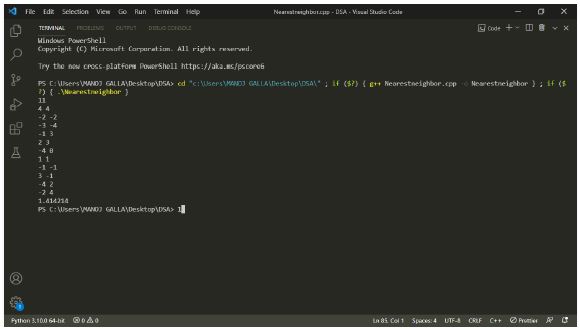 File Edit Selection View Go Run Terminal Help Nearestneighbor.cpp - DSA - Visual Studio Code
TERMINAL PROBLEMS OUTPUT DEBUG CONSOLE Code
Windows PowerShell
Copyright (C) Microsoft Corporation. All rights reserved.
Try the new cross-platform PowerShell https://aka.ms/pscore6
PS C:\Users\MANOJ GALLA\Desktop\DSA> cd "c:\Users\MANOJ GALLA\Desktop\DSA\" ; if ($?) { g++ Nearestneighbor.cpp -o Nearestneighbor } ; if ($
?) { .\Nearestneighbor }
11
4 4
-2 -2
-3 -4
-1 3
2 3
-4 0
1 1
-1 -1
3 -1
-4 2
-2 4
1.414214
PS C:\Users\MANOJ GALLA\Desktop\DSA> 1
Python 3.10.0 64-bit 0 0 Ln 85, Col 1 Spaces: 4 UTF-8 CRLF C++ Prettier